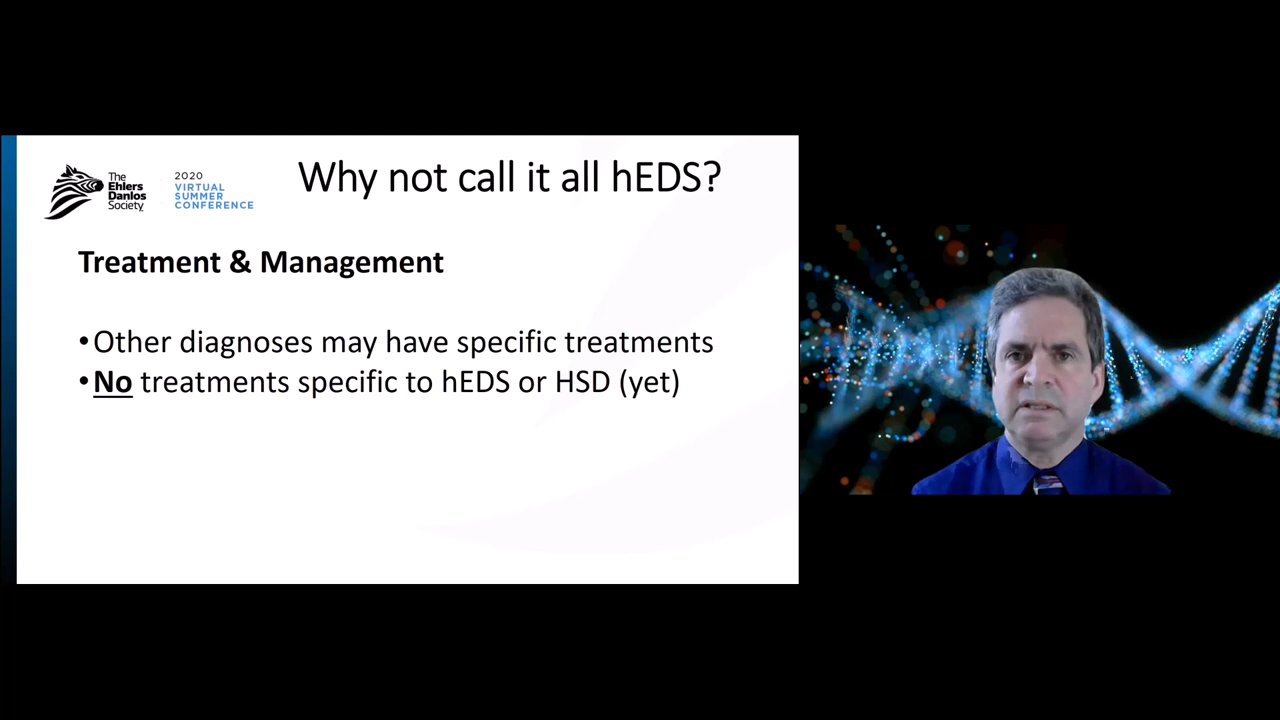 The
Ehlers
Danlos
Society
2020
VIRTUAL
SUMMER
CONFERENCE
Why not call it all hEDS?
Treatment & Management
•Other diagnoses may have specific treatments
•No treatments specific to hEDS or HSD (yet)